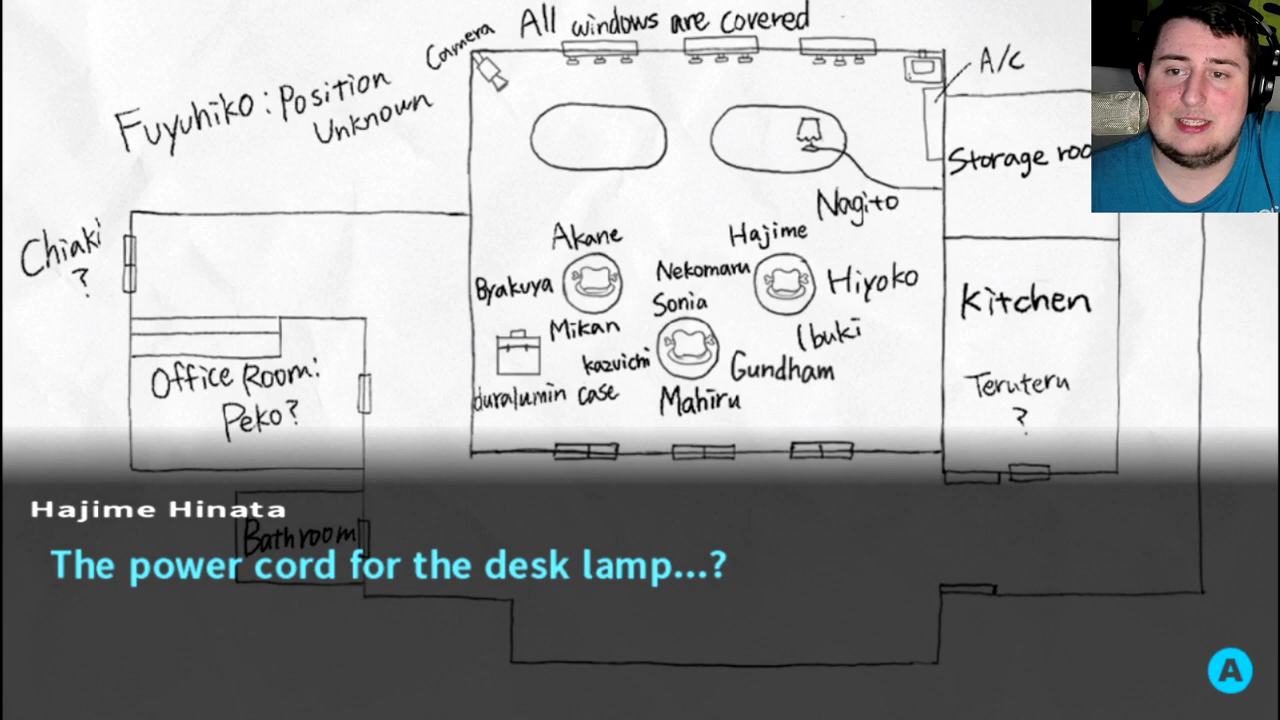 All windows are covered
Camera
A/C
Fuyuhiko : Position
Unknown
Storage roo
Nagito
Chiaki
?
Akane
Hajime
Byakuya
Nekomaru
Hiyoko
Sonia
Kitchen
Mikan
Ibuki
kazuichi
Gundham
duralumin case
Mahiru
Office Room:
Peko?
Teruteru
?
Hajime Hinata
Bathroom
The power cord for the desk lamp...?
A